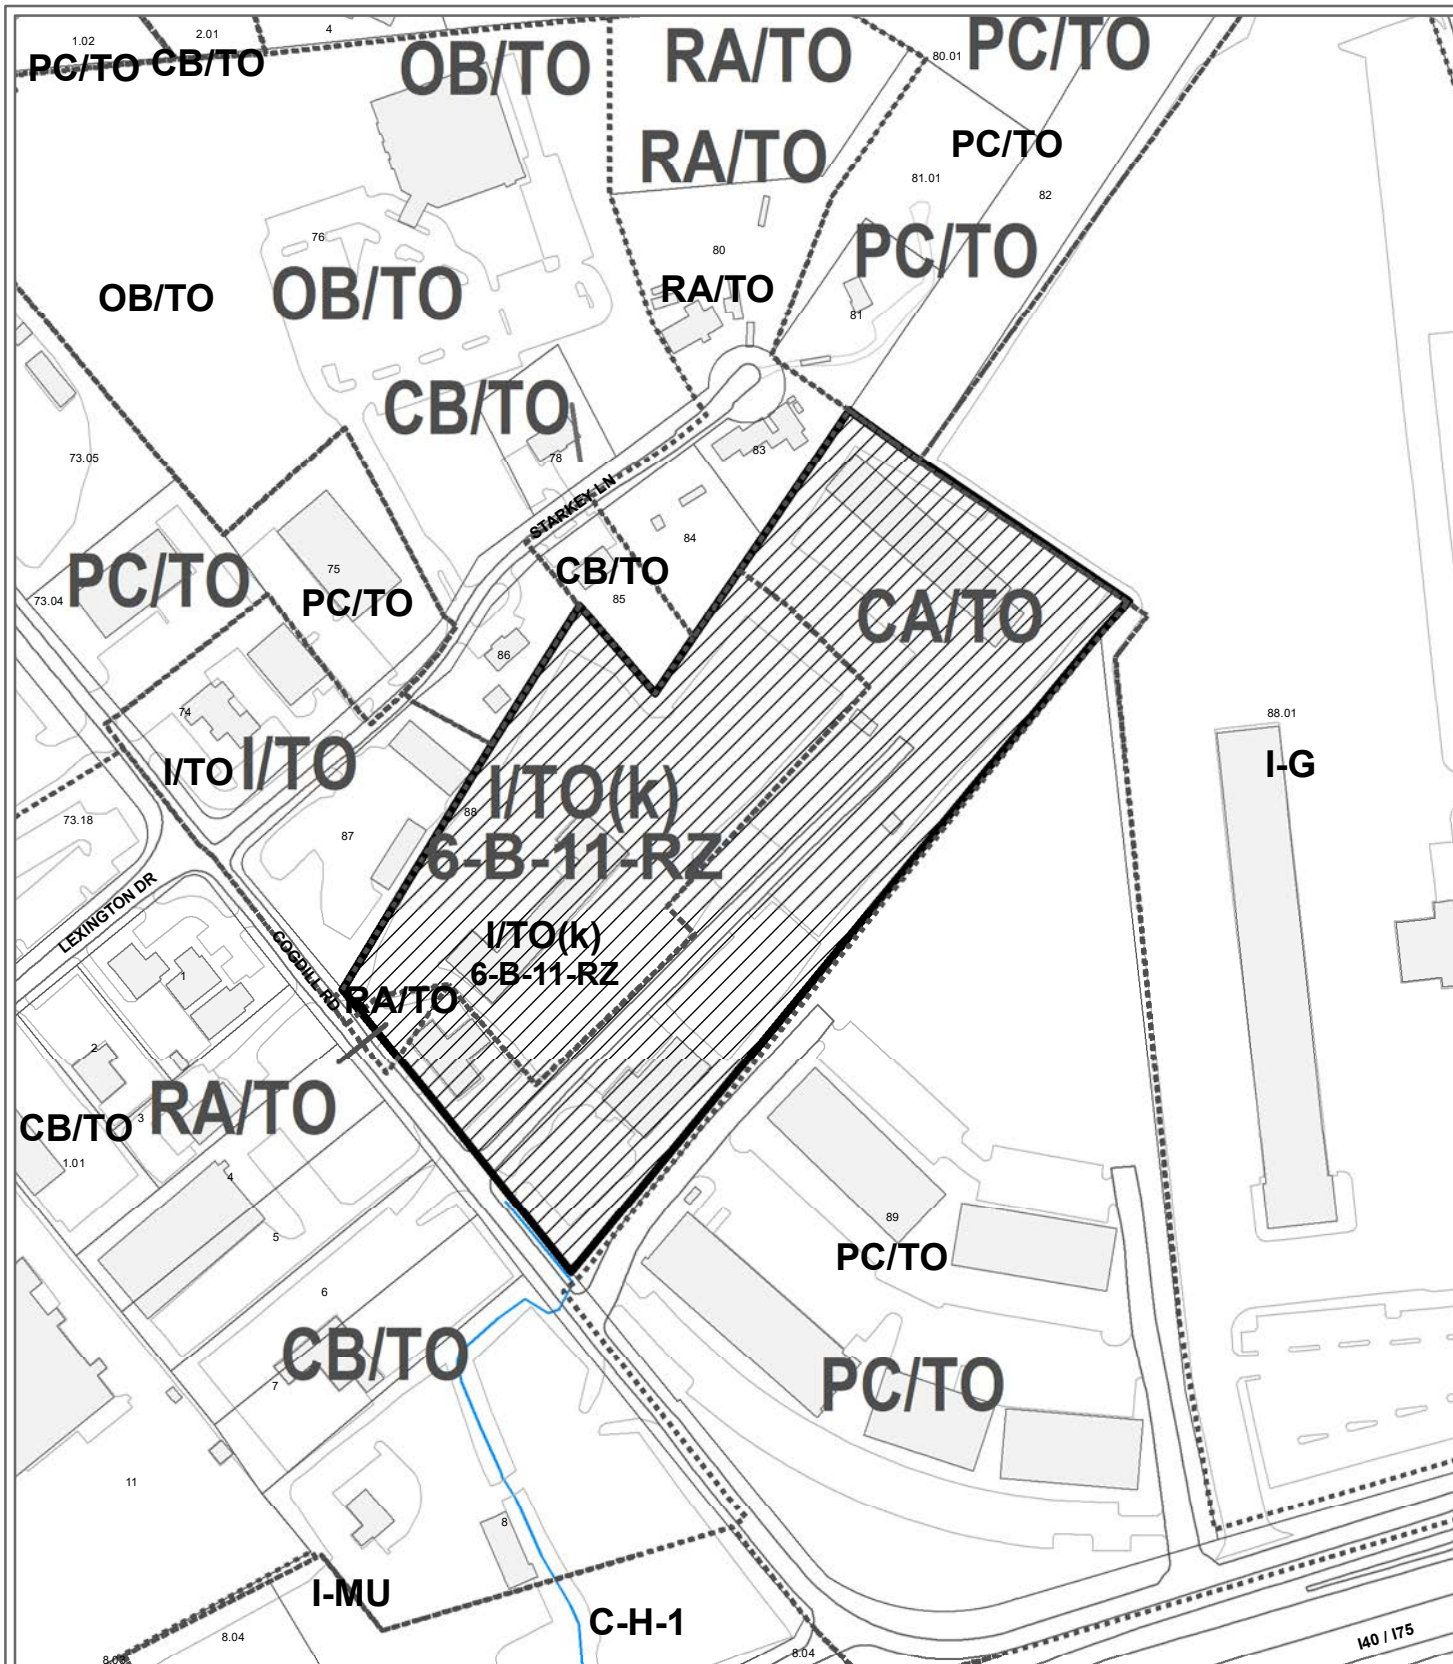 1.02
2.01
4
PC/TO
CB/TO
OB/TO
RA/TO
80.01
PC/TO
RA/TO
PC/TO
81.01
82
76
80
PC/TO
OB/TO
OB/TO
RA/TO
81
CB/TO
73.05
78
83
STARKEY LN
84
PC/TO
75
CB/TO
85
73.04
PC/TO
CA/TO
86
74
88.01
I/TO
I/TO
I/TO(k)
6-B-11-RZ
I-G
73.18
87
88
LEXINGTON DR
COGDILL RD
I/TO(k)
6-B-11-RZ
1
RA/TO
2
3
RA/TO
CB/TO
1.01
4
5
89
PC/TO
6
CB/TO
7
PC/TO
11
8
I-MU
C-H-1
8.04
8.03
8.04
I40 / I75